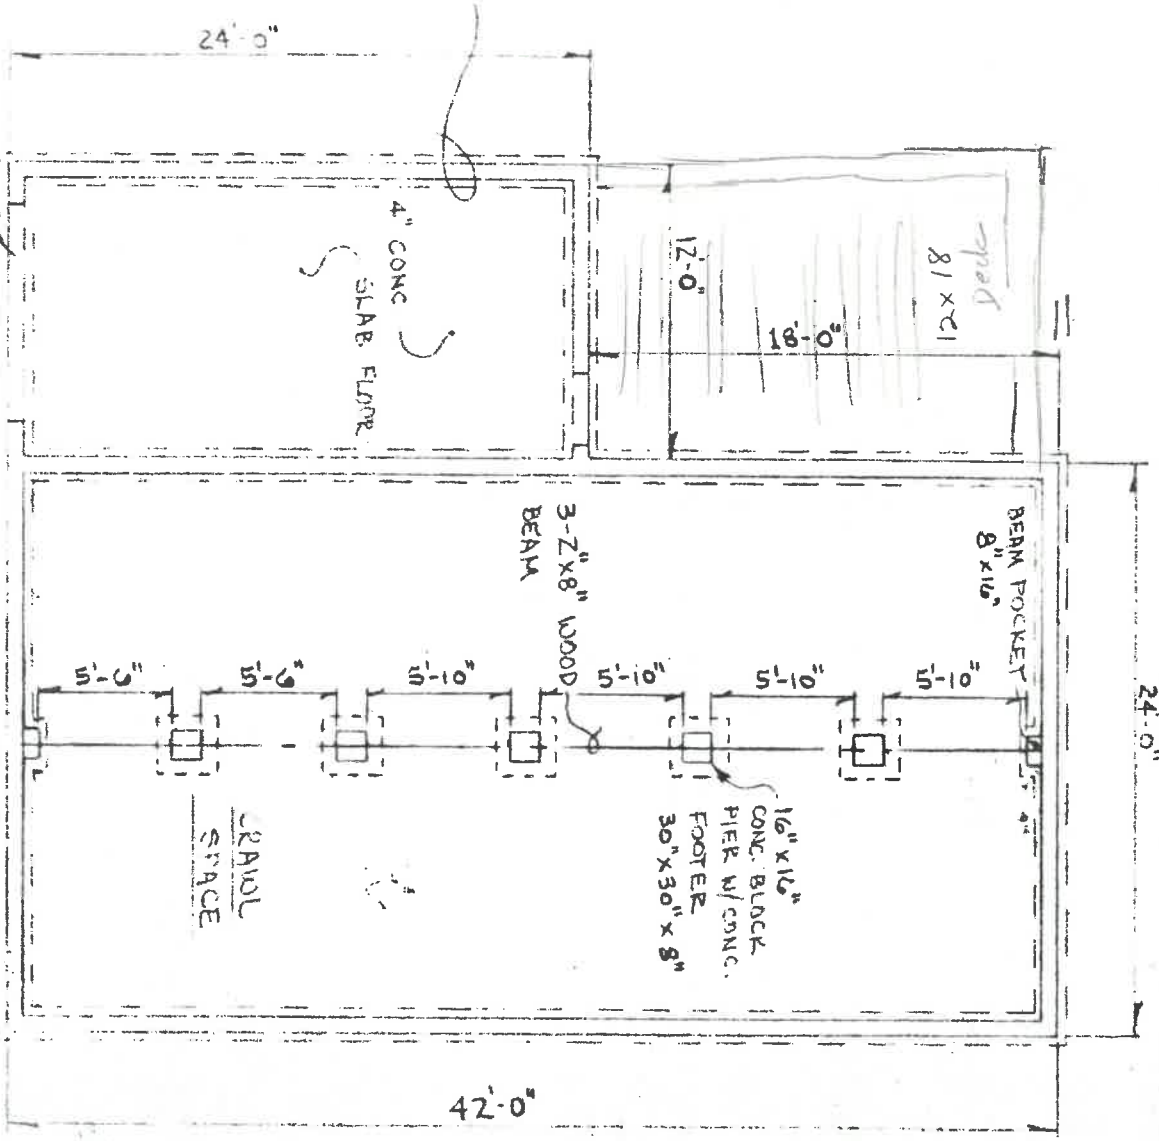 24'-0"
4" CONC
SLAB FLOOR
12'-0"
18'-0"
12 x 18
Deck
BEAM POCKET
8"x16"
3-2"x8" WOOD
BEAM
24'-0"
5'-6"
5'-6"
5'-10"
5'-10"
5'-10"
5'-10"
4"
16"x16"
CONC. BLOCK
PIER W/CONC.
FOOTER
30"x30"x8"
CRAWL
SPACE
42'-0"